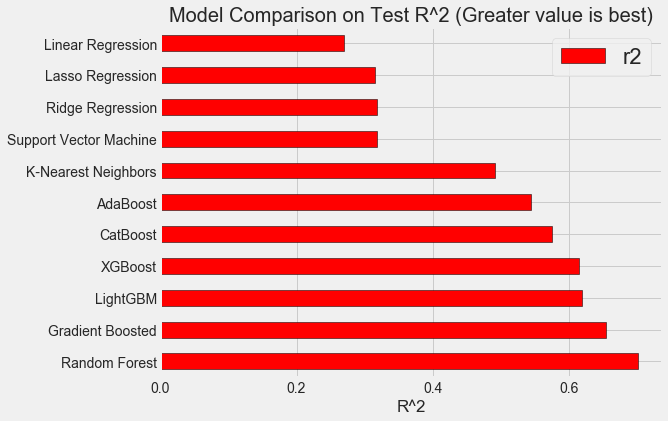 Model Comparison on Test R^2 (Greater value is best)
r2
Linear Regression
Lasso Regression
Ridge Regression
Support Vector Machine
K-Nearest Neighbors
AdaBoost
CatBoost
XGBoost
LightGBM
Gradient Boosted
Random Forest
0.0 0.2 0.4 0.6
R^2